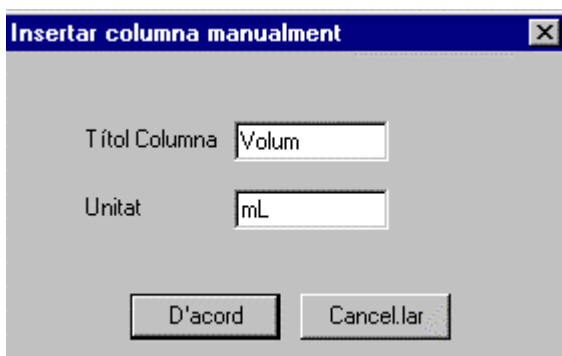 Insertar columna manualment
Títol Columna Volum
Unitat mL
D'acord Cancel.lar